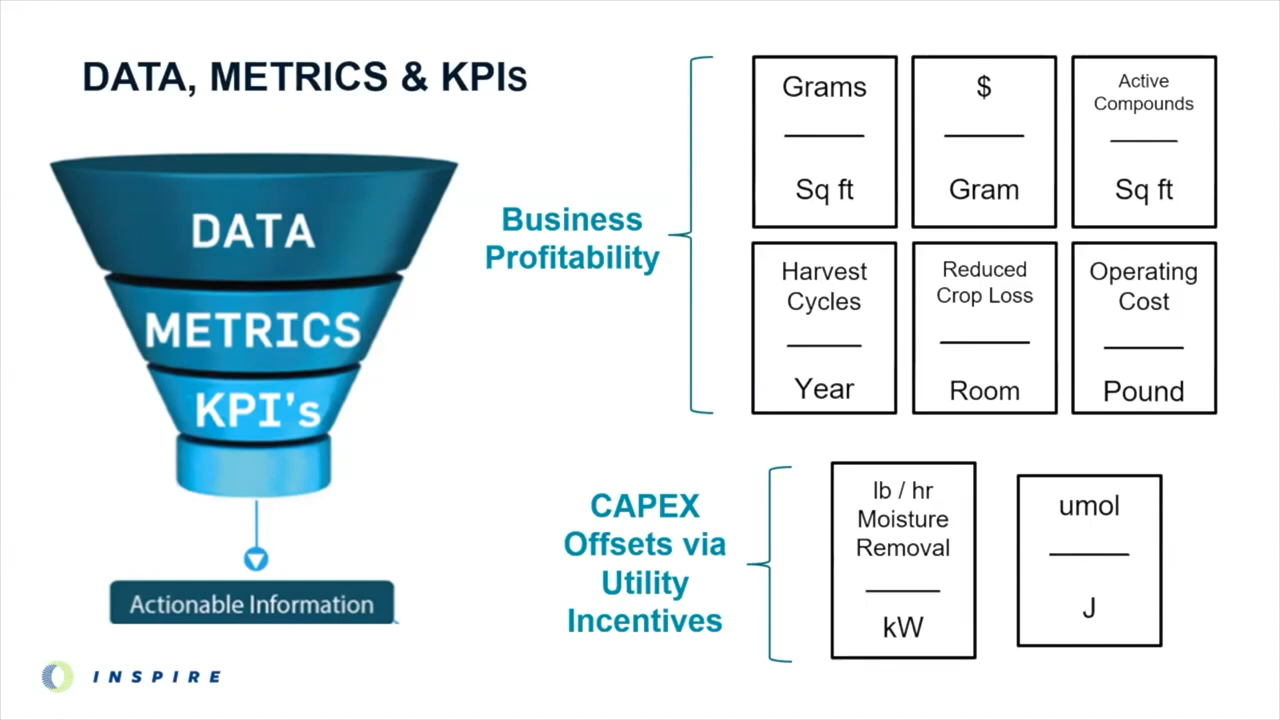 DATA, METRICS & KPIs
DATA
METRICS
KPI's
Actionable Information
Business
Profitability
Grams
Sq ft
$
Gram
Active
Compounds
Sq ft
Harvest
Cycles
Year
Reduced
Crop Loss
Room
Operating
Cost
Pound
CAPEX
Offsets via
Utility
Incentives
lb / hr
Moisture
Removal
kW
umol
J
INSPIRE